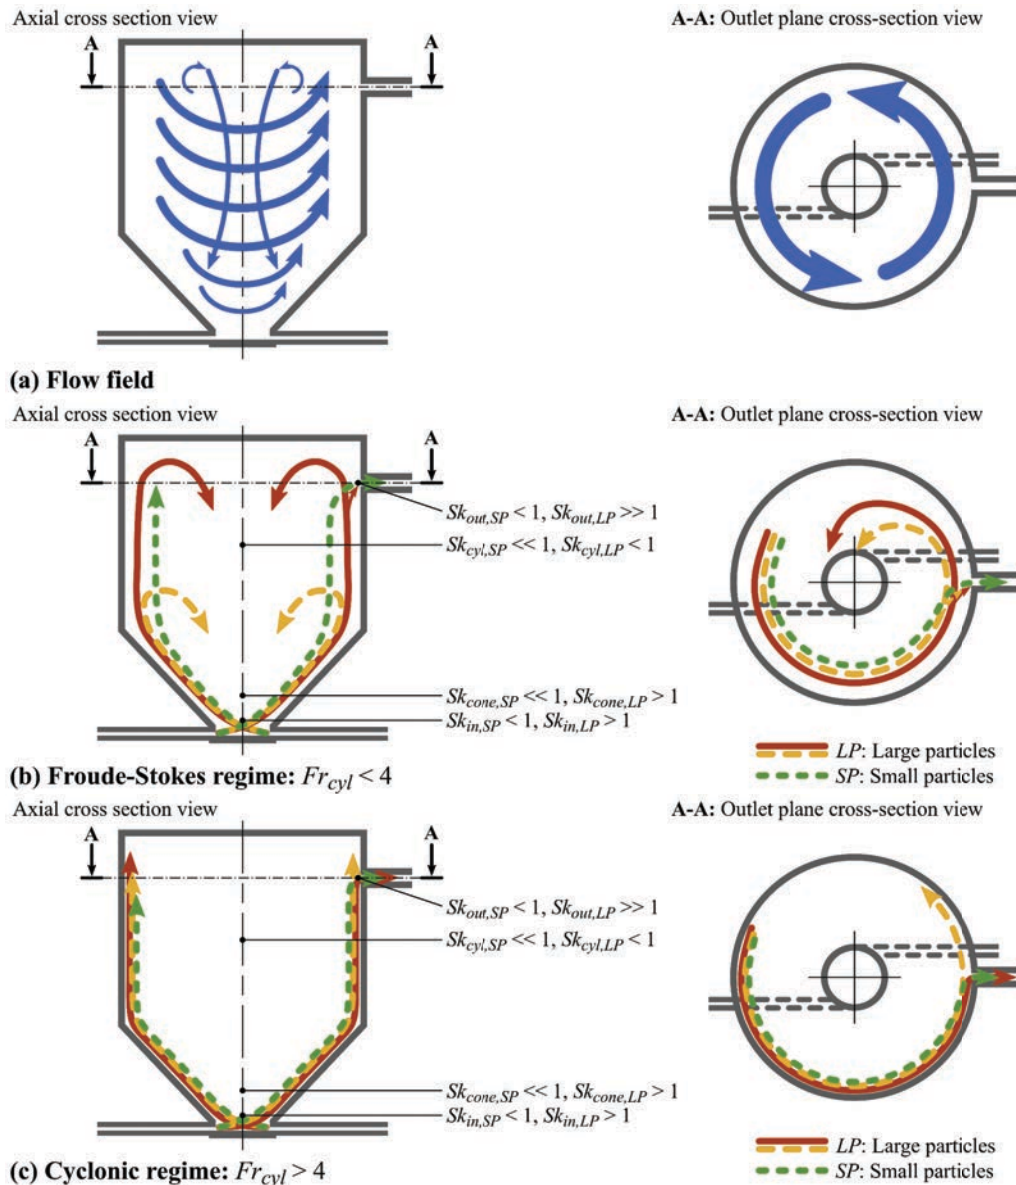 Axial cross section view
A-A: Outlet plane cross-section view
A
A
(a) Flow field
Axial cross section view
A-A: Outlet plane cross-section view
A
A
Sk_out,SP < 1, Sk_out,LP >> 1
Sk_cyl,SP << 1, Sk_cyl,LP < 1
Sk_cone,SP << 1, Sk_cone,LP > 1
Sk_in,SP < 1, Sk_in,LP > 1
LP: Large particles
SP: Small particles
(b) Froude-Stokes regime: Fr_cyl < 4
Axial cross section view
A-A: Outlet plane cross-section view
A
A
Sk_out,SP < 1, Sk_out,LP >> 1
Sk_cyl,SP << 1, Sk_cyl,LP < 1
Sk_cone,SP << 1, Sk_cone,LP > 1
Sk_in,SP < 1, Sk_in,LP > 1
LP: Large particles
SP: Small particles
(c) Cyclonic regime: Fr_cyl > 4